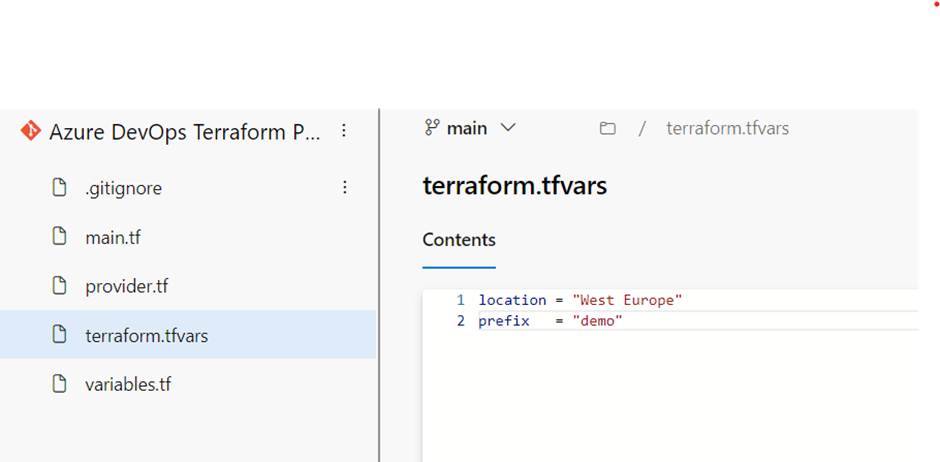 Azure DevOps Terraform P...
.gitignore
main.tf
provider.tf
terraform.tfvars
variables.tf
main
/ terraform.tfvars
terraform.tfvars
Contents
1 location = "West Europe"
2 prefix   = "demo"